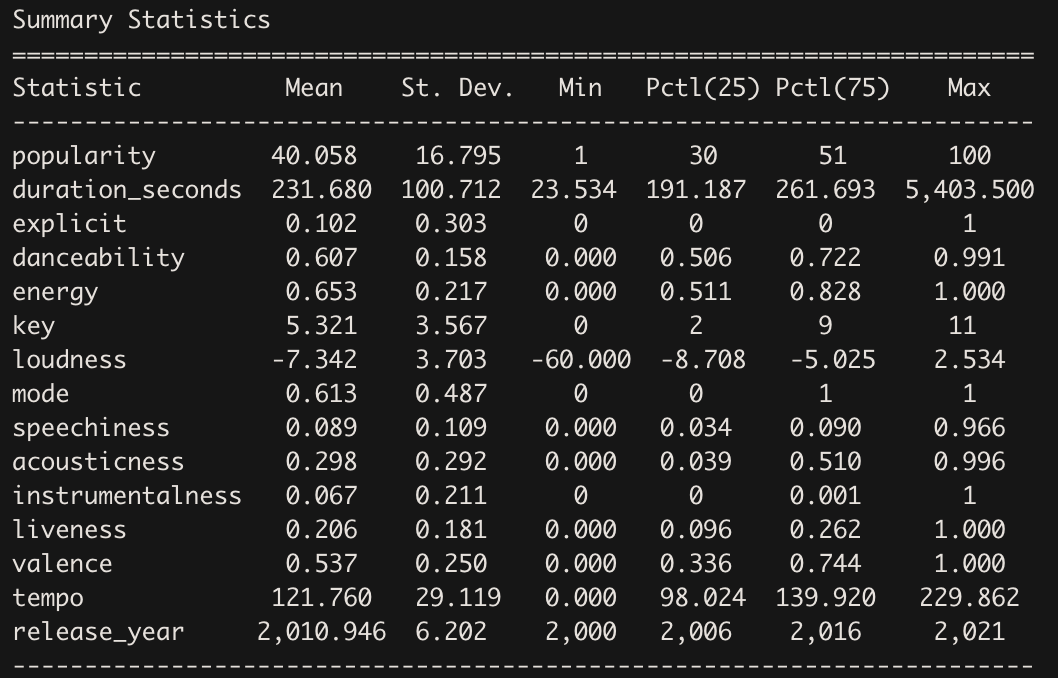 Summary Statistics
=======================================================================
Statistic          Mean    St. Dev.   Min   Pctl(25) Pctl(75)    Max
-----------------------------------------------------------------------
popularity        40.058    16.795     1       30       51       100
duration_seconds  231.680  100.712  23.534  191.187  261.693  5,403.500
explicit           0.102    0.303      0       0        0         1
danceability       0.607    0.158    0.000   0.506    0.722     0.991
energy             0.653    0.217    0.000   0.511    0.828     1.000
key                5.321    3.567      0       2        9        11
loudness          -7.342    3.703   -60.000  -8.708   -5.025    2.534
mode               0.613    0.487      0       0        1         1
speechiness        0.089    0.109    0.000   0.034    0.090     0.966
acousticness       0.298    0.292    0.000   0.039    0.510     0.996
instrumentalness   0.067    0.211      0       0      0.001       1
liveness           0.206    0.181    0.000   0.096    0.262     1.000
valence            0.537    0.250    0.000   0.336    0.744     1.000
tempo             121.760   29.119   0.000   98.024  139.920   229.862
release_year     2,010.946  6.202    2,000   2,006    2,016     2,021
-----------------------------------------------------------------------